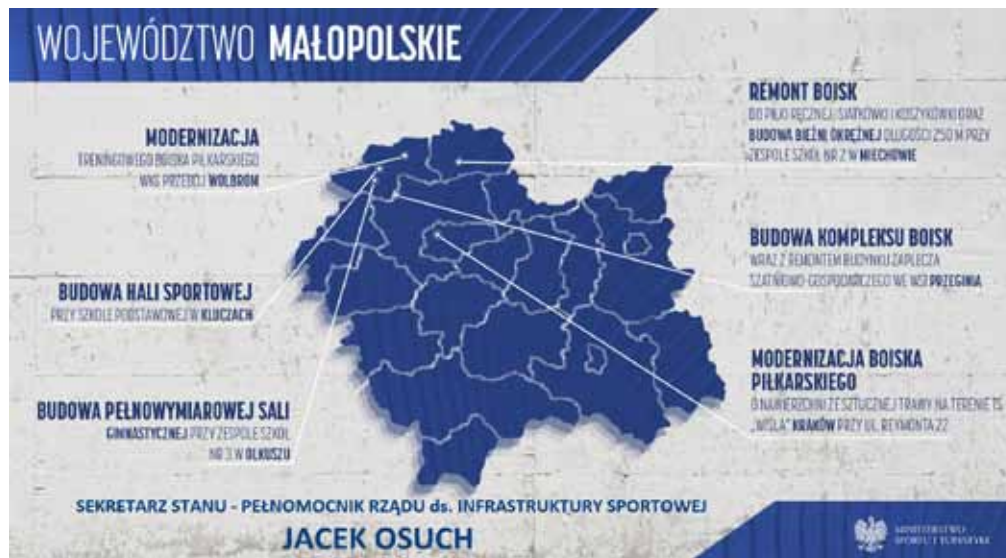 WOJEWÓDZTWO MAŁOPOLSKIE
MODERNIZACJA
TRENINGOWEGO BOISKA PIŁKARSKIEGO
WKS PRZEBÓJ WOLBROM
BUDOWA HALI SPORTOWEJ
PRZY SZKOLE PODSTAWOWEJ W KLUCZACH
BUDOWA PEŁNOWYMIAROWEJ SALI
GIMNASTYCZNEJ PRZY ZESPOLE SZKÓŁ
NR 3 W OLKUSZU
REMONT BOISK
DO PIŁKI RĘCZNEJ, SIATKÓWKI I KOSZYKÓWKI ORAZ
BUDOWA BIEŻNI OKRĘŻNEJ DŁUGOŚCI 250 M PRZY
ZESPOLE SZKÓŁ NR 2 W MIECHOWIE
BUDOWA KOMPLEKSU BOISK
WRAZ Z REMONTEM BUDYNKU ZAPLECZA
SZATNIOWO-GOSPODARCZEGO WE WSI PRZEGINIA
MODERNIZACJA BOISKA
PIŁKARSKIEGO
O NAWIERZCHNI ZE SZTUCZNEJ TRAWY NA TERENIE TS
„WISŁA" KRAKÓW PRZY UL. REYMONTA 22
SEKRETARZ STANU - PEŁNOMOCNIK RZĄDU ds. INFRASTRUKTURY SPORTOWEJ
JACEK OSUCH
MINISTERSTWO
SPORTU I TURYSTYKI